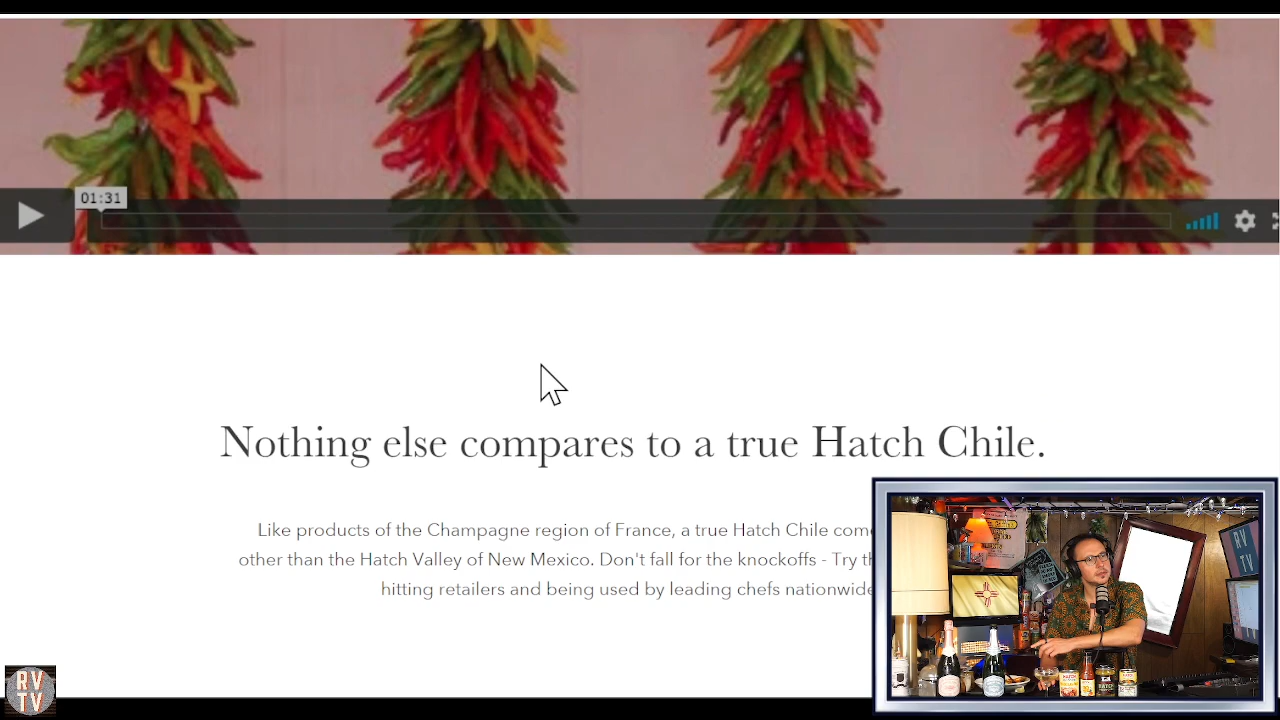 01:31
Nothing else compares to a true Hatch Chile.
Like products of the Champagne region of France, a true Hatch Chile
other than the Hatch Valley of New Mexico. Don't fall for the knockoffs - Try
hitting retailers and being used by leading chefs nationwide
RV
TV
RV
TV